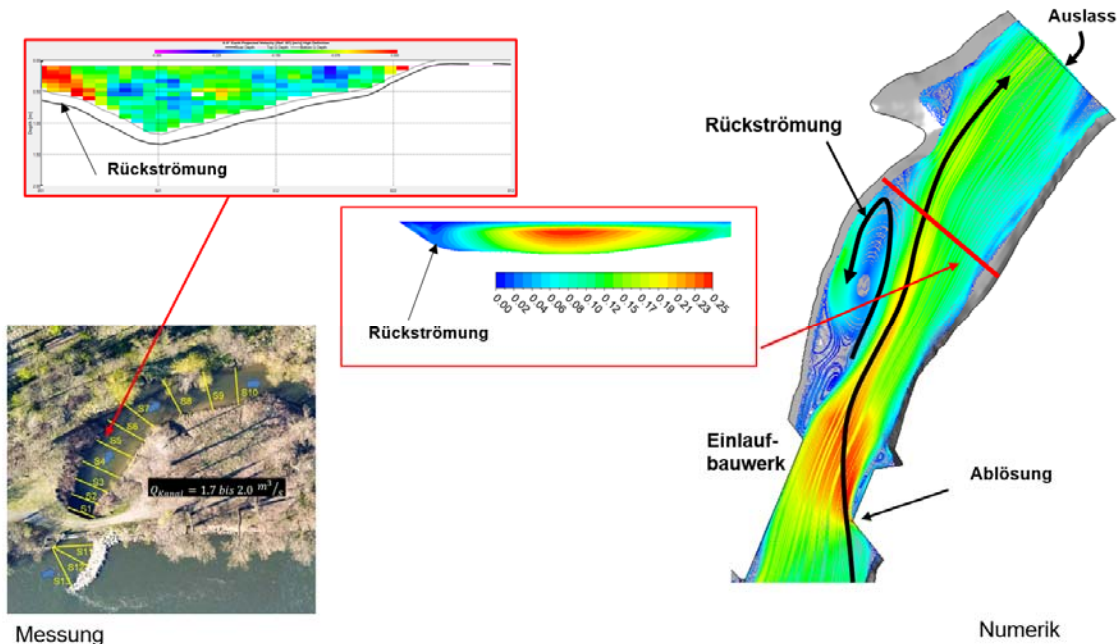 Auslass
Rückströmung
Rückströmung
Rückströmung
0.00 0.02 0.04 0.06 0.08 0.10 0.12 0.15 0.17 0.19 0.21 0.23 0.25
Einlauf-
bauwerk
Ablösung
S10
S9
S8
S7
S6
S5
S4
S3
S2
S1
Q_Kanal = 1.7 bis 2.0 m³/s
S11
S12
S13
Messung
Numerik